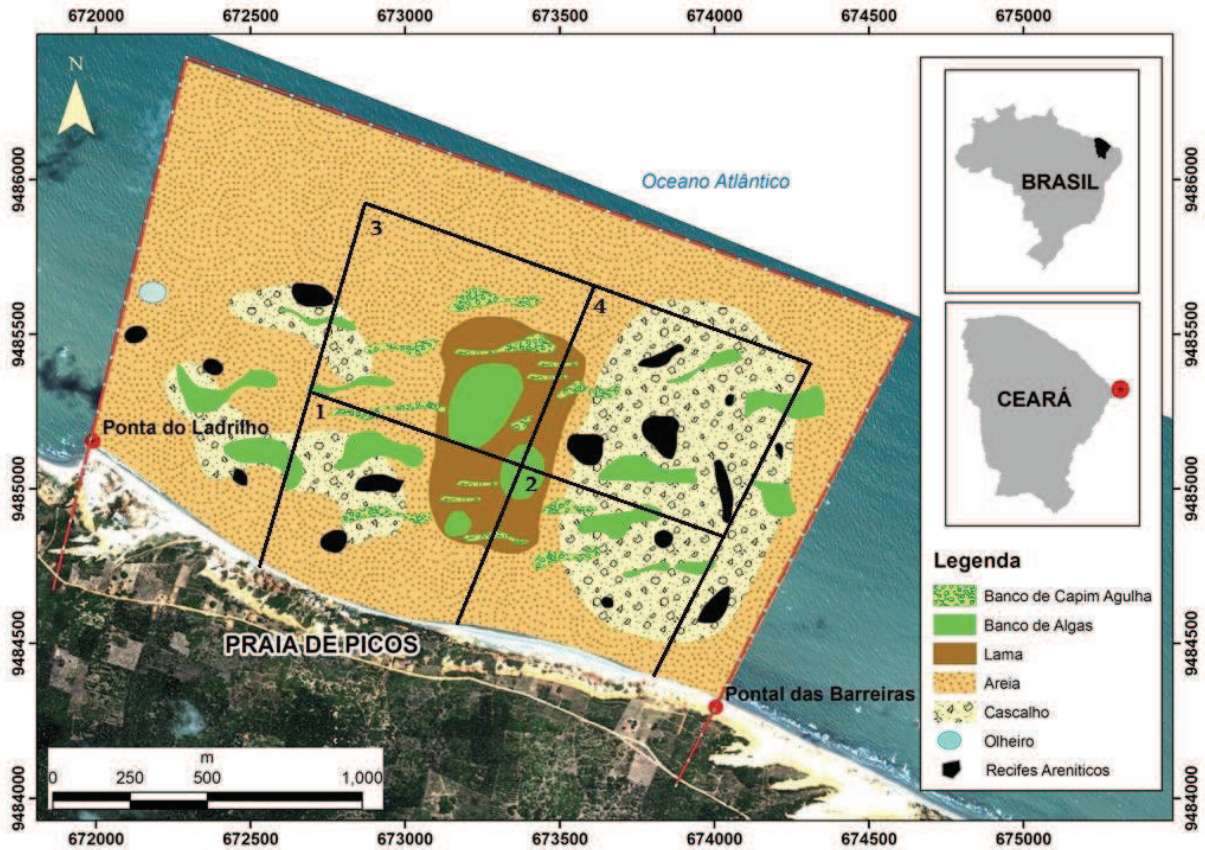 672000 672500 673000 673500 674000 674500 675000
N
9486000
9485500
9485000
9484500
9484000
Oceano Atlântico
3
4
1
2
Ponta do Ladrilho
PRAIA DE PICOS
Pontal das Barreiras
m
0 250 500 1,000
BRASIL
CEARÁ
Legenda
Banco de Capim Agulha
Banco de Algas
Lama
Areia
Cascalho
Olheiro
Recifes Areníticos
9486000
9485500
9485000
9484500
9484000
672000 672500 673000 673500 674000 674500 675000